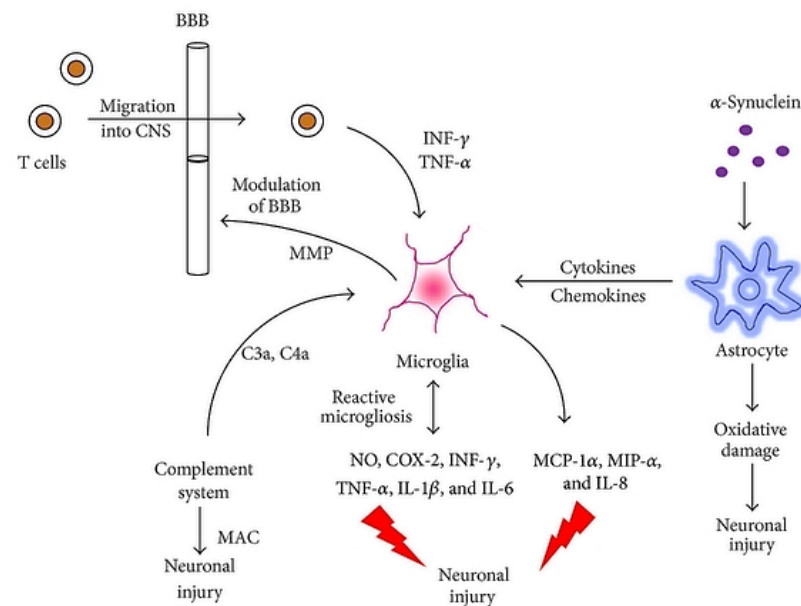 BBB
Migration
into CNS
T cells
INF-γ
TNF-α
α-Synuclein
Modulation
of BBB
MMP
Cytokines
Chemokines
C3a, C4a
Microglia
Astrocyte
Reactive
microgliosis
Oxidative
damage
NO, COX-2, INF-γ,
TNF-α, IL-1β, and IL-6
MCP-1α, MIP-α,
and IL-8
Complement
system
MAC
Neuronal
injury
Neuronal
injury
Neuronal
injury